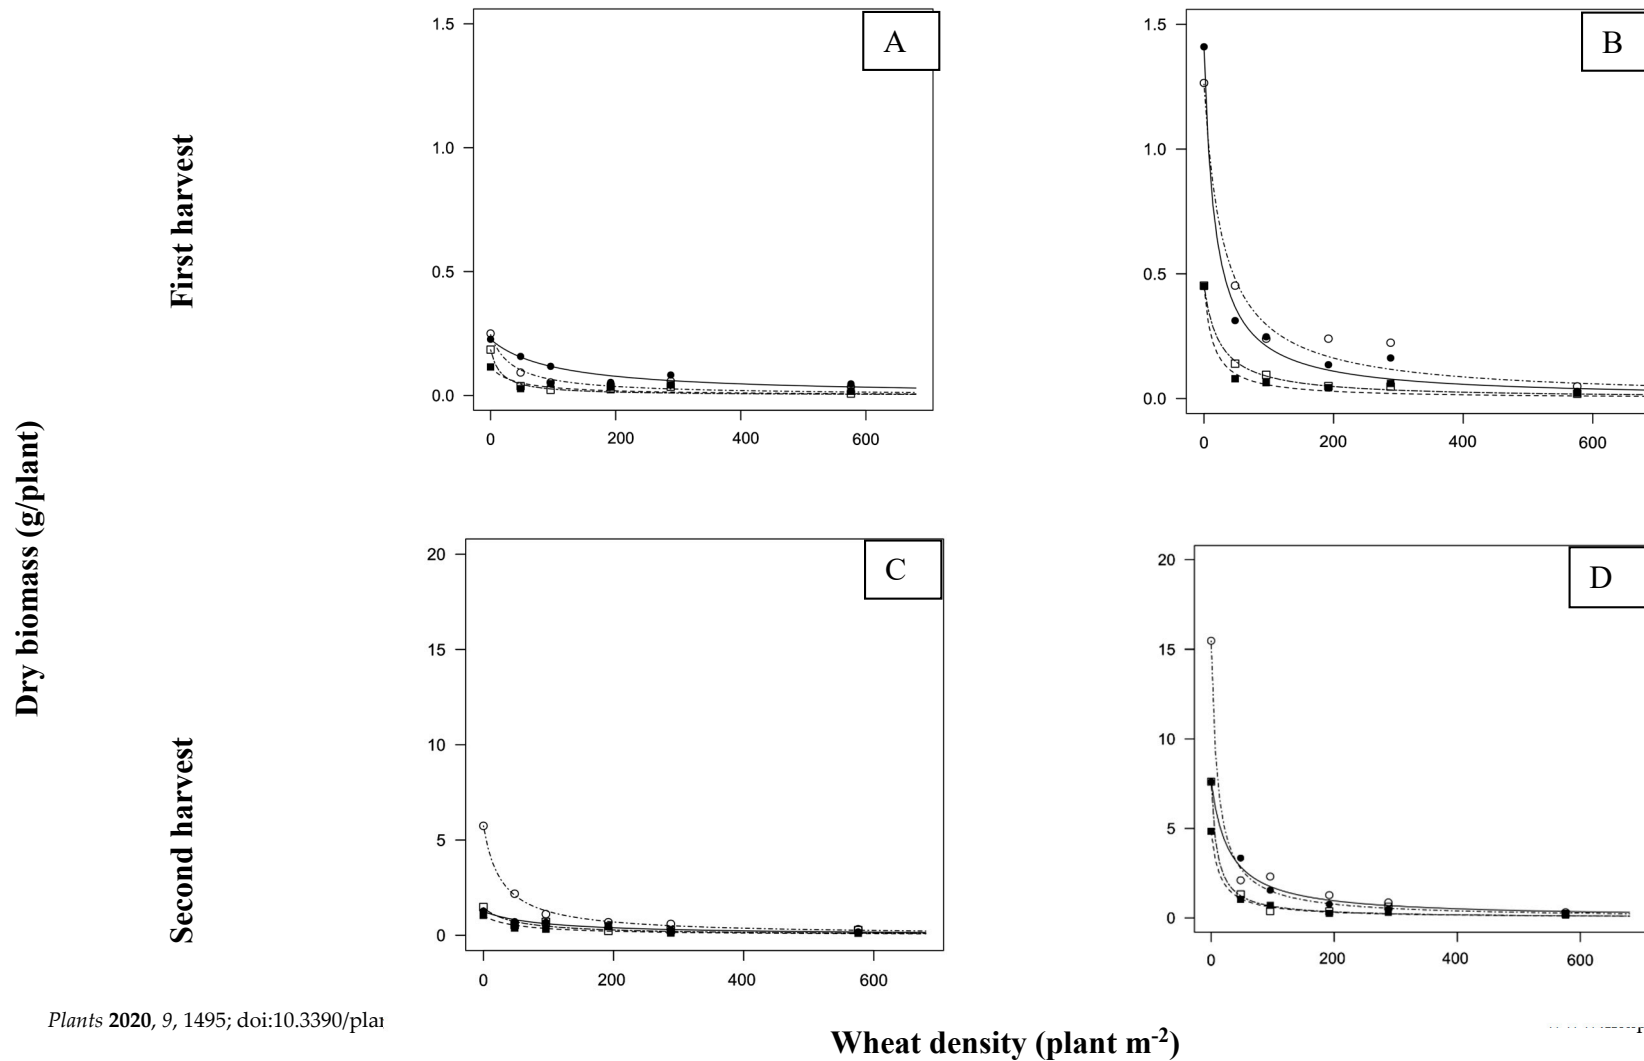 First harvest
Second harvest
Dry biomass (g/plant)
A
1.5
1.0
0.5
0.0
0 200 400 600
B
1.5
1.0
0.5
0.0
0 200 400 600
C
20
15
10
5
0
0 200 400 600
D
20
15
10
5
0
0 200 400 600
Plants 2020, 9, 1495; doi:10.3390/plan
Wheat density (plant m-2)